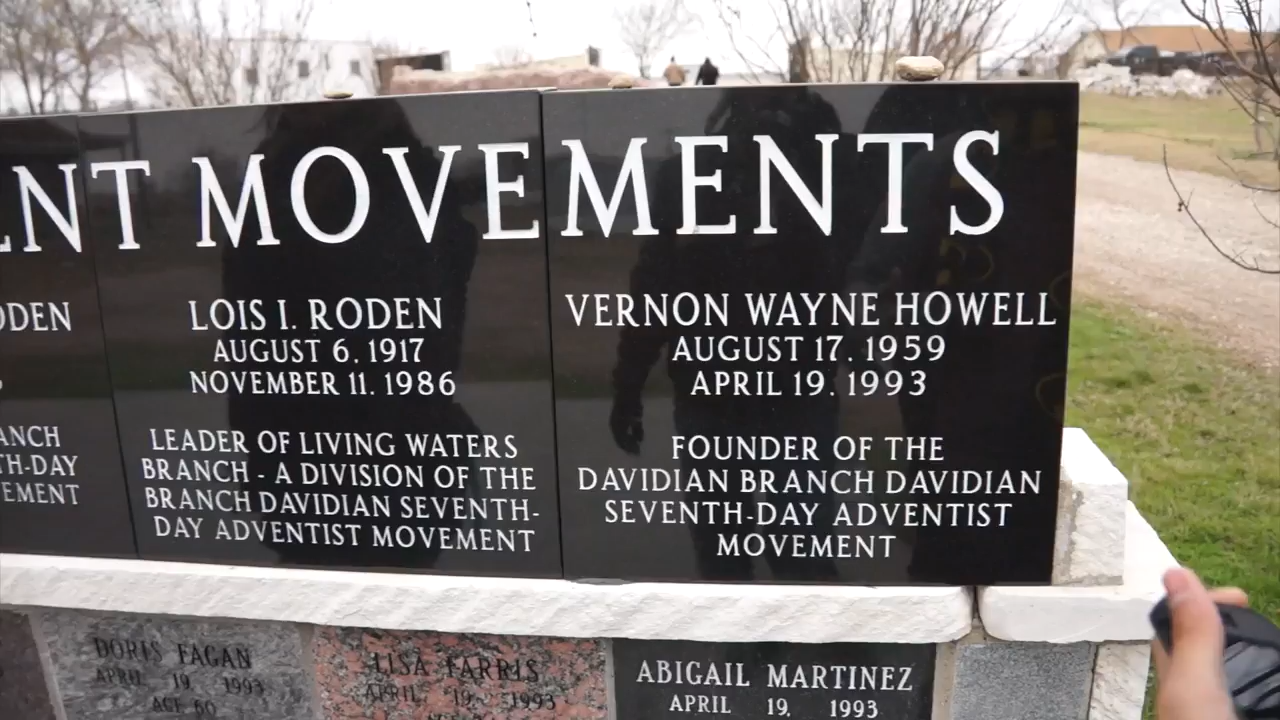 NT MOVEMENTS
ODEN
ANCH
TH-DAY
EMENT
LOIS I. RODEN
AUGUST 6, 1917
NOVEMBER 11, 1986
LEADER OF LIVING WATERS
BRANCH - A DIVISION OF THE
BRANCH DAVIDIAN SEVENTH-
DAY ADVENTIST MOVEMENT
VERNON WAYNE HOWELL
AUGUST 17, 1959
APRIL 19, 1993
FOUNDER OF THE
DAVIDIAN BRANCH DAVIDIAN
SEVENTH-DAY ADVENTIST
MOVEMENT
DORIS FAGAN
APRIL 19 1993
AGE 60
LISA FARRIS
APRIL 19, 1993
ABIGAIL MARTINEZ
APRIL 19, 1993